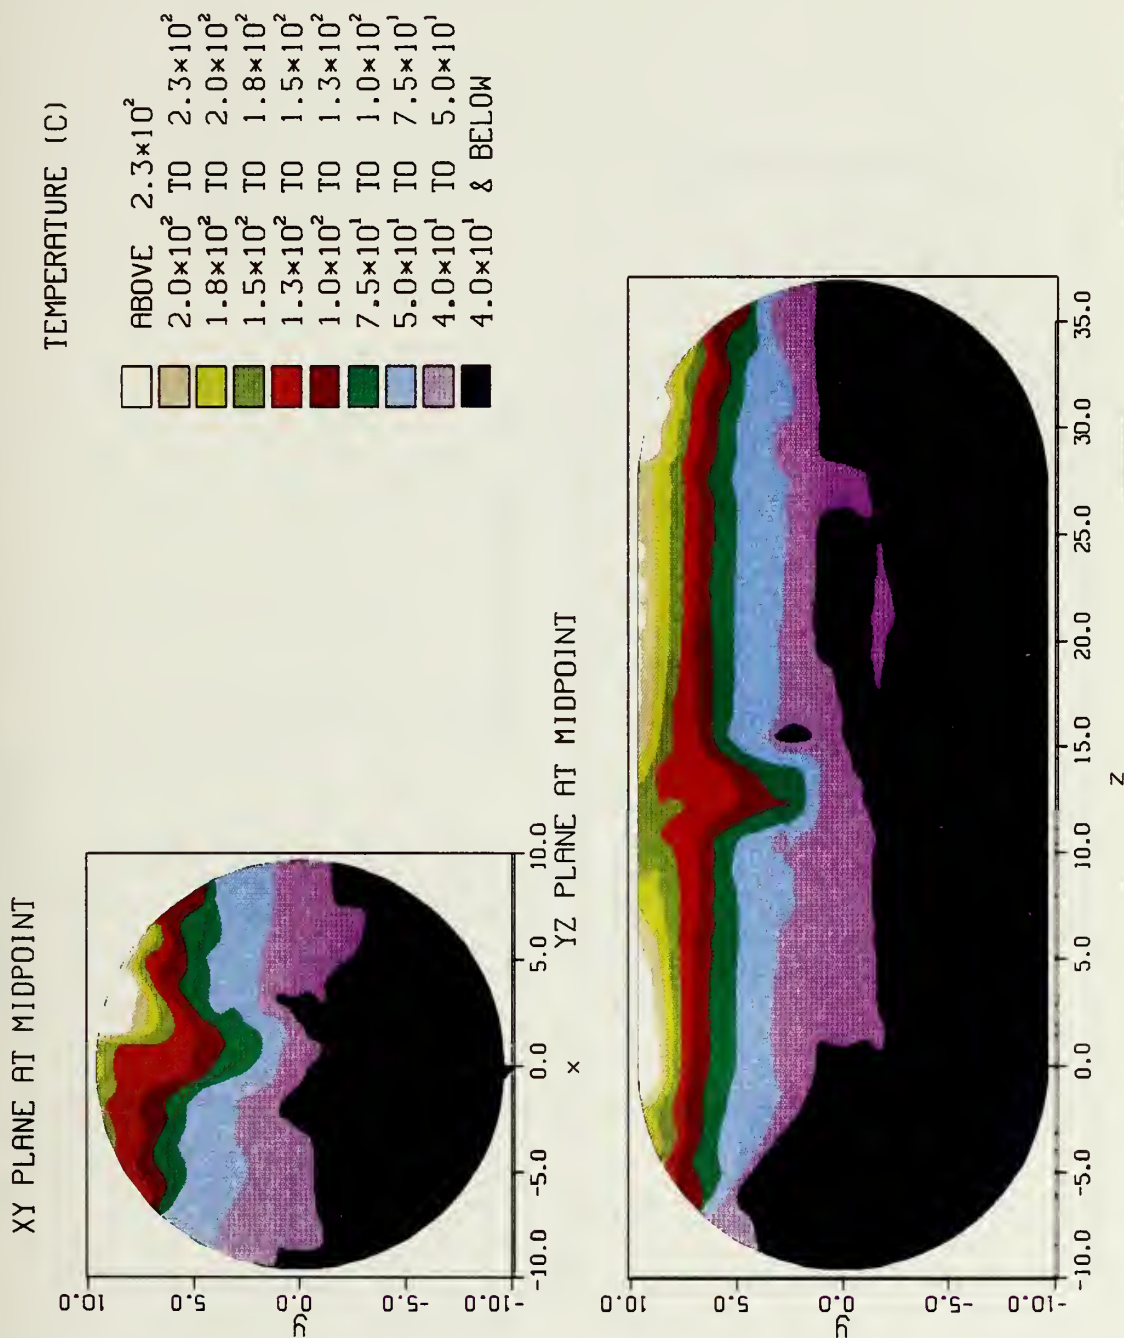 TEMPERATURE (C)
ABOVE 2.3×10²
2.0×10² TO 2.3×10²
1.8×10² TO 2.0×10²
1.5×10² TO 1.8×10²
1.3×10² TO 1.5×10²
1.0×10² TO 1.3×10²
7.5×10¹ TO 1.0×10²
5.0×10¹ TO 7.5×10¹
4.0×10¹ TO 5.0×10¹
4.0×10¹ & BELOW
XY PLANE AT MIDPOINT
10.0
5.0
0.0
-5.0
-10.0
y
-10.0 -5.0 0.0 5.0 10.0
x
YZ PLANE AT MIDPOINT
10.0
5.0
0.0
-5.0
-10.0
y
-10.0 -5.0 0.0 5.0 10.0 15.0 20.0 25.0 30.0 35.0
z